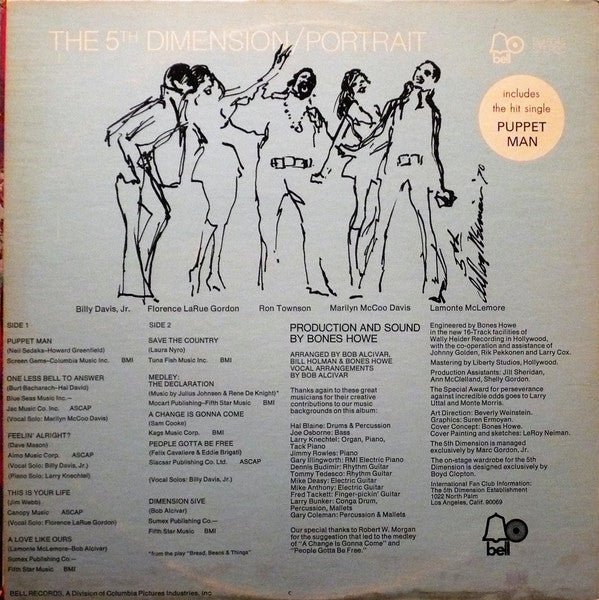 THE 5TH DIMENSION/PORTRAIT
bell
includes
the hit single
PUPPET
MAN
5th
LeRoy Neiman '70
Billy Davis, Jr. Florence LaRue Gordon Ron Townson Marilyn McCoo Davis Lamonte McLemore
SIDE 1
PUPPET MAN
(Neil Sedaka-Howard Greenfield)
Screen Gems-Columbia Music Inc. BMI
ONE LESS BELL TO ANSWER
(Burt Bacharach-Hal David)
Blue Seas Music Inc.-
Jac Music Co. Inc. ASCAP
(Vocal Solo: Marilyn McCoo Davis)
FEELIN' ALRIGHT?
(Dave Mason)
Almo Music Corp. ASCAP
(Vocal Solo: Billy Davis, Jr.)
(Piano Solo: Larry Knechtel)
THIS IS YOUR LIFE
(Jim Webb)
Canopy Music ASCAP
(Vocal Solo: Florence LaRue Gordon)
A LOVE LIKE OURS
(Lamonte McLemore-Bob Alcivar)
Sumex Publishing Co.-
Fifth Star Music BMI
SIDE 2
SAVE THE COUNTRY
(Laura Nyro)
Tuna Fish Music Inc. BMI
MEDLEY:
THE DECLARATION
(Music by Julius Johnson & Rene De Knight)*
Mocart Publishing-Fifth Star Music BMI
A CHANGE IS GONNA COME
(Sam Cooke)
Kags Music Corp. BMI
PEOPLE GOTTA BE FREE
(Felix Cavaliere & Eddie Brigati)
Slacsar Publishing Co. Ltd. ASCAP
(Vocal Solos: Billy Davis, Jr.)
DIMENSION 5IVE
(Bob Alcivar)
Sumex Publishing Co.-
Fifth Star Music BMI
*from the play "Bread, Beans & Things"
PRODUCTION AND SOUND
BY BONES HOWE
ARRANGED BY BOB ALCIVAR,
BILL HOLMAN & BONES HOWE
VOCAL ARRANGEMENTS
BY BOB ALCIVAR
Thanks again to these great
musicians for their creative
contributions to our music
backgrounds on this album:
Hal Blaine: Drums & Percussion
Joe Osborne: Bass
Larry Knechtel: Organ, Piano,
Tack Piano
Jimmy Rowles: Piano
Gary Illingworth: RMI Electric Piano
Dennis Budimir: Rhythm Guitar
Tommy Tedesco: Rhythm Guitar
Mike Deasy: Electric Guitar
Mike Anthony: Electric Guitar
Fred Tackett: Finger-pickin' Guitar
Larry Bunker: Conga Drum,
Percussion, Mallets
Gary Coleman: Percussion & Mallets
Our special thanks to Robert W. Morgan
for the suggestion that led to the medley
of "A Change Is Gonna Come" and
"People Gotta Be Free."
Engineered by Bones Howe
in the new 16-Track facilities of
Wally Heider Recording in Hollywood,
with the co-operation and assistance of
Johnny Golden, Rik Pekkonen and Larry Cox.
Mastering by Liberty Studios, Hollywood.
Production Assistants: Jill Sheridan,
Ann McClelland, Shelly Gordon.
The Special Award for perseverance
against incredible odds goes to Larry
Uttal and Monte Morris.
Art Direction: Beverly Weinstein.
Graphics: Suren Ermoyan.
Cover Concept: Bones Howe.
Cover Painting and sketches: LeRoy Neiman.
The 5th Dimension is managed
exclusively by Marc Gordon, Jr.
The on-stage wardrobe for the 5th
Dimension is designed exclusively by
Boyd Clopton.
International Fan Club Information:
The 5th Dimension Establishment
1022 North Palm
Los Angeles, Calif. 90069
bell
BELL RECORDS, A Division of Columbia Pictures Industries, Inc.
C